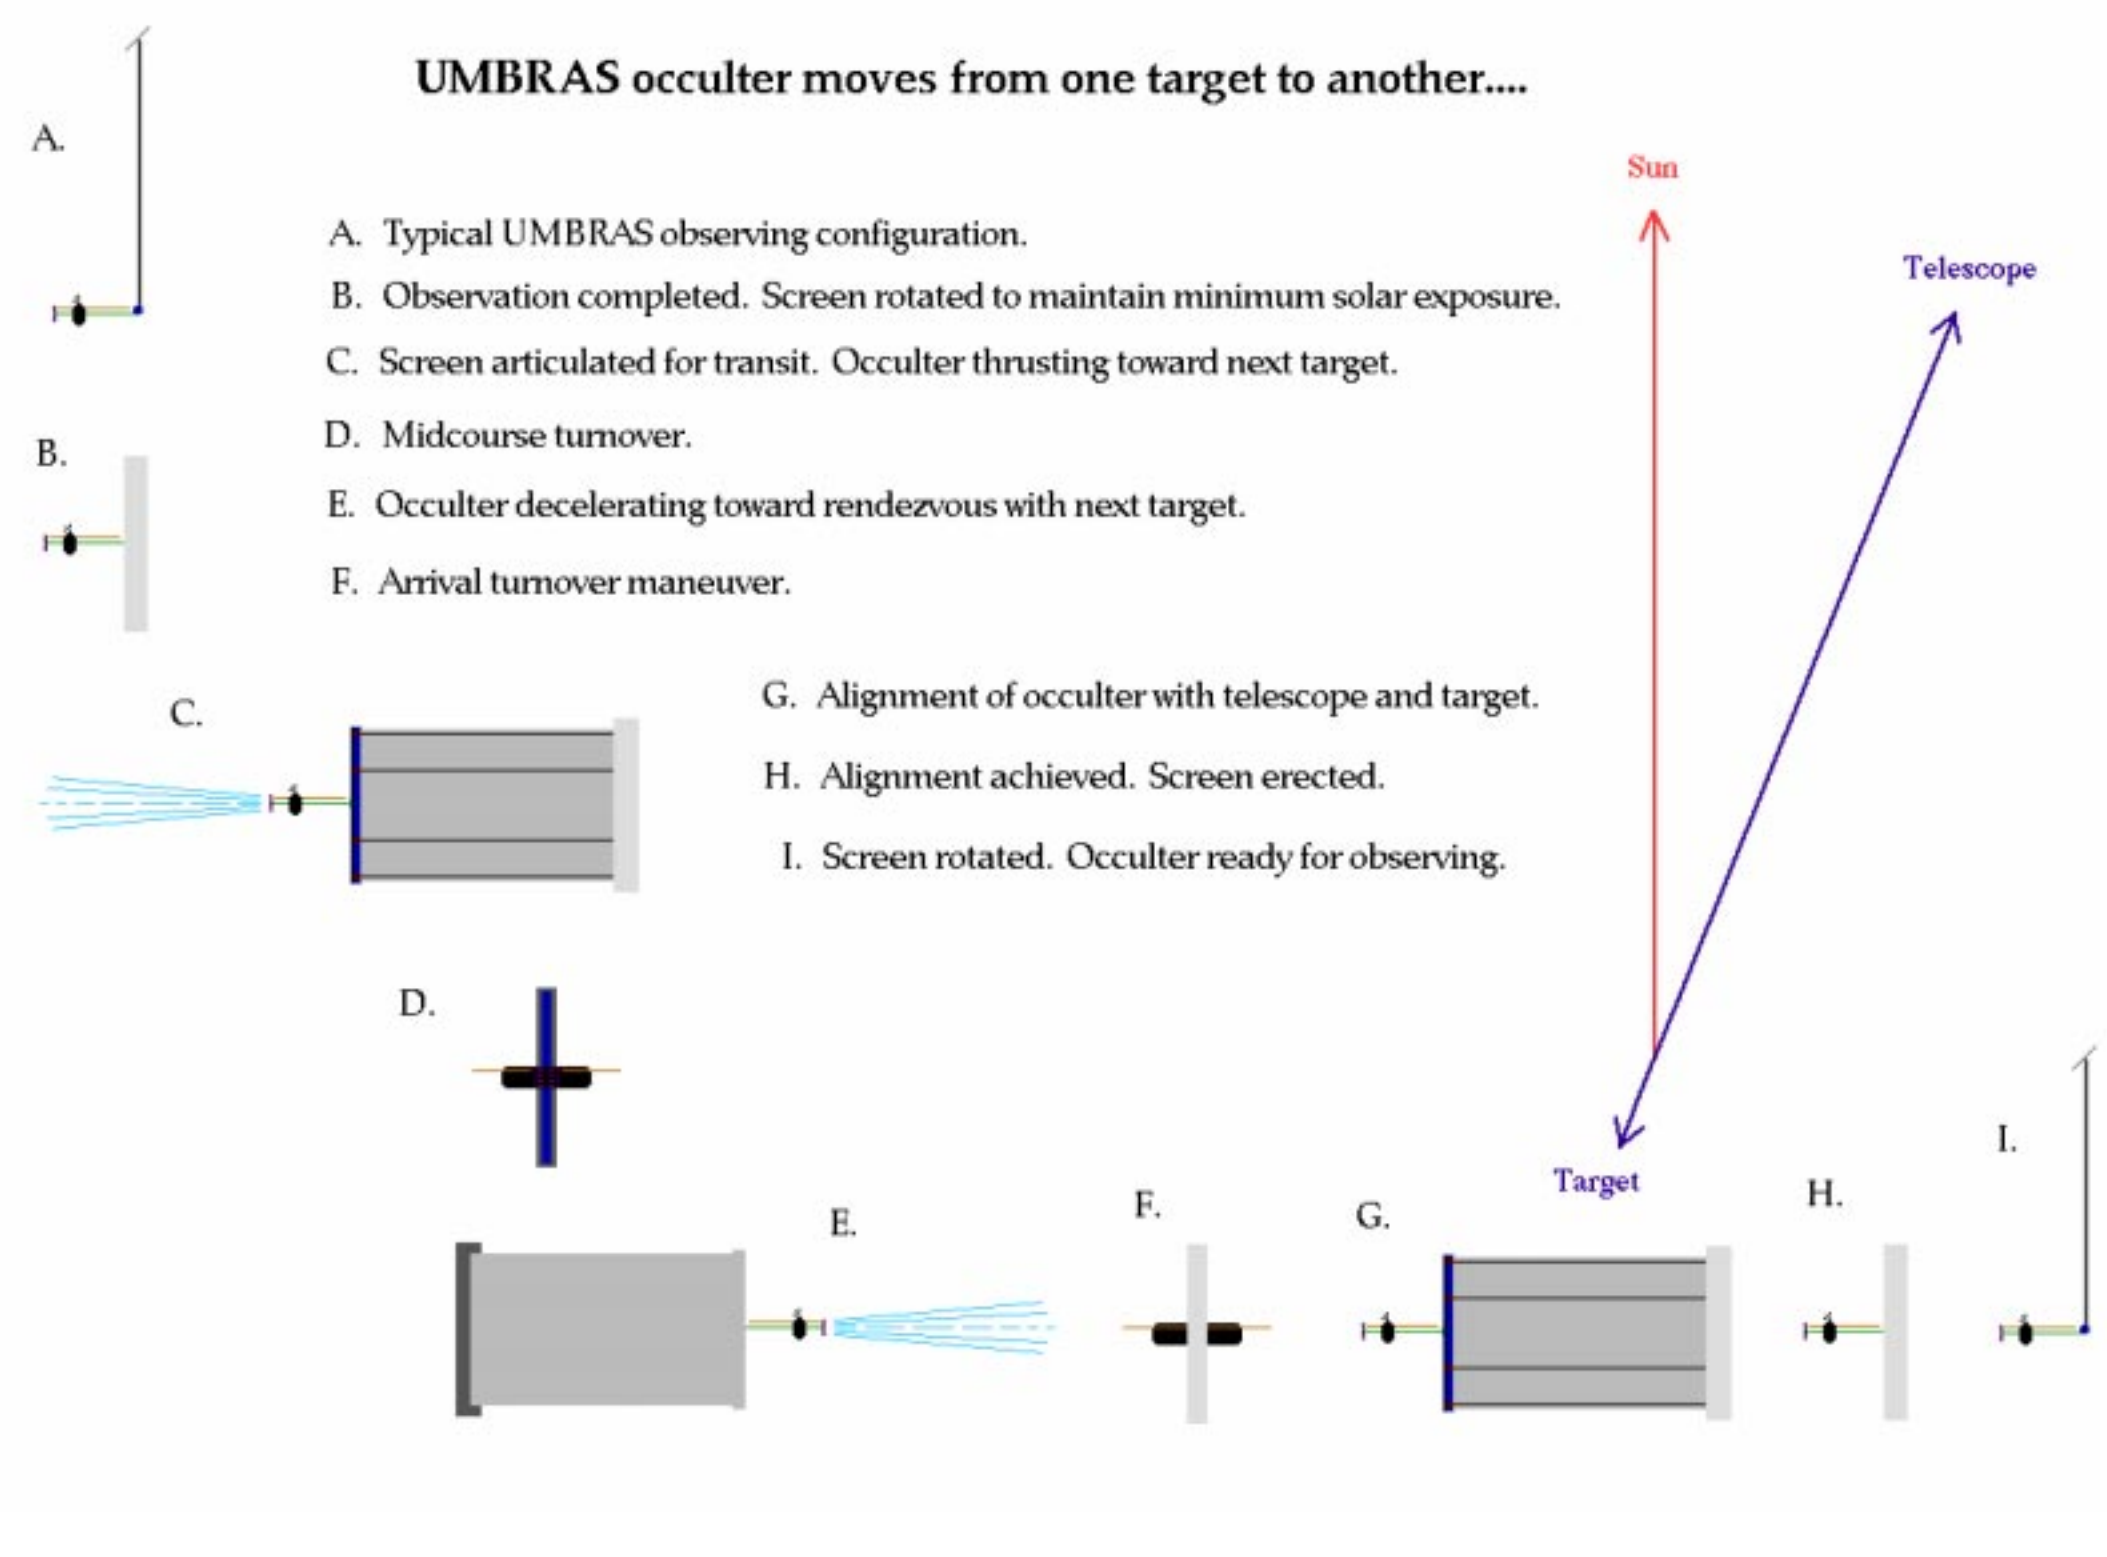 UMBRAS occulter moves from one target to another....
A.
Sun
A. Typical UMBRAS observing configuration.
Telescope
B. Observation completed. Screen rotated to maintain minimum solar exposure.
C. Screen articulated for transit. Occulter thrusting toward next target.
D. Midcourse turnover.
B.
E. Occulter decelerating toward rendezvous with next target.
F. Arrival turnover maneuver.
G. Alignment of occulter with telescope and target.
C.
H. Alignment achieved. Screen erected.
I. Screen rotated. Occulter ready for observing.
D.
I.
Target
H.
F.
G.
E.